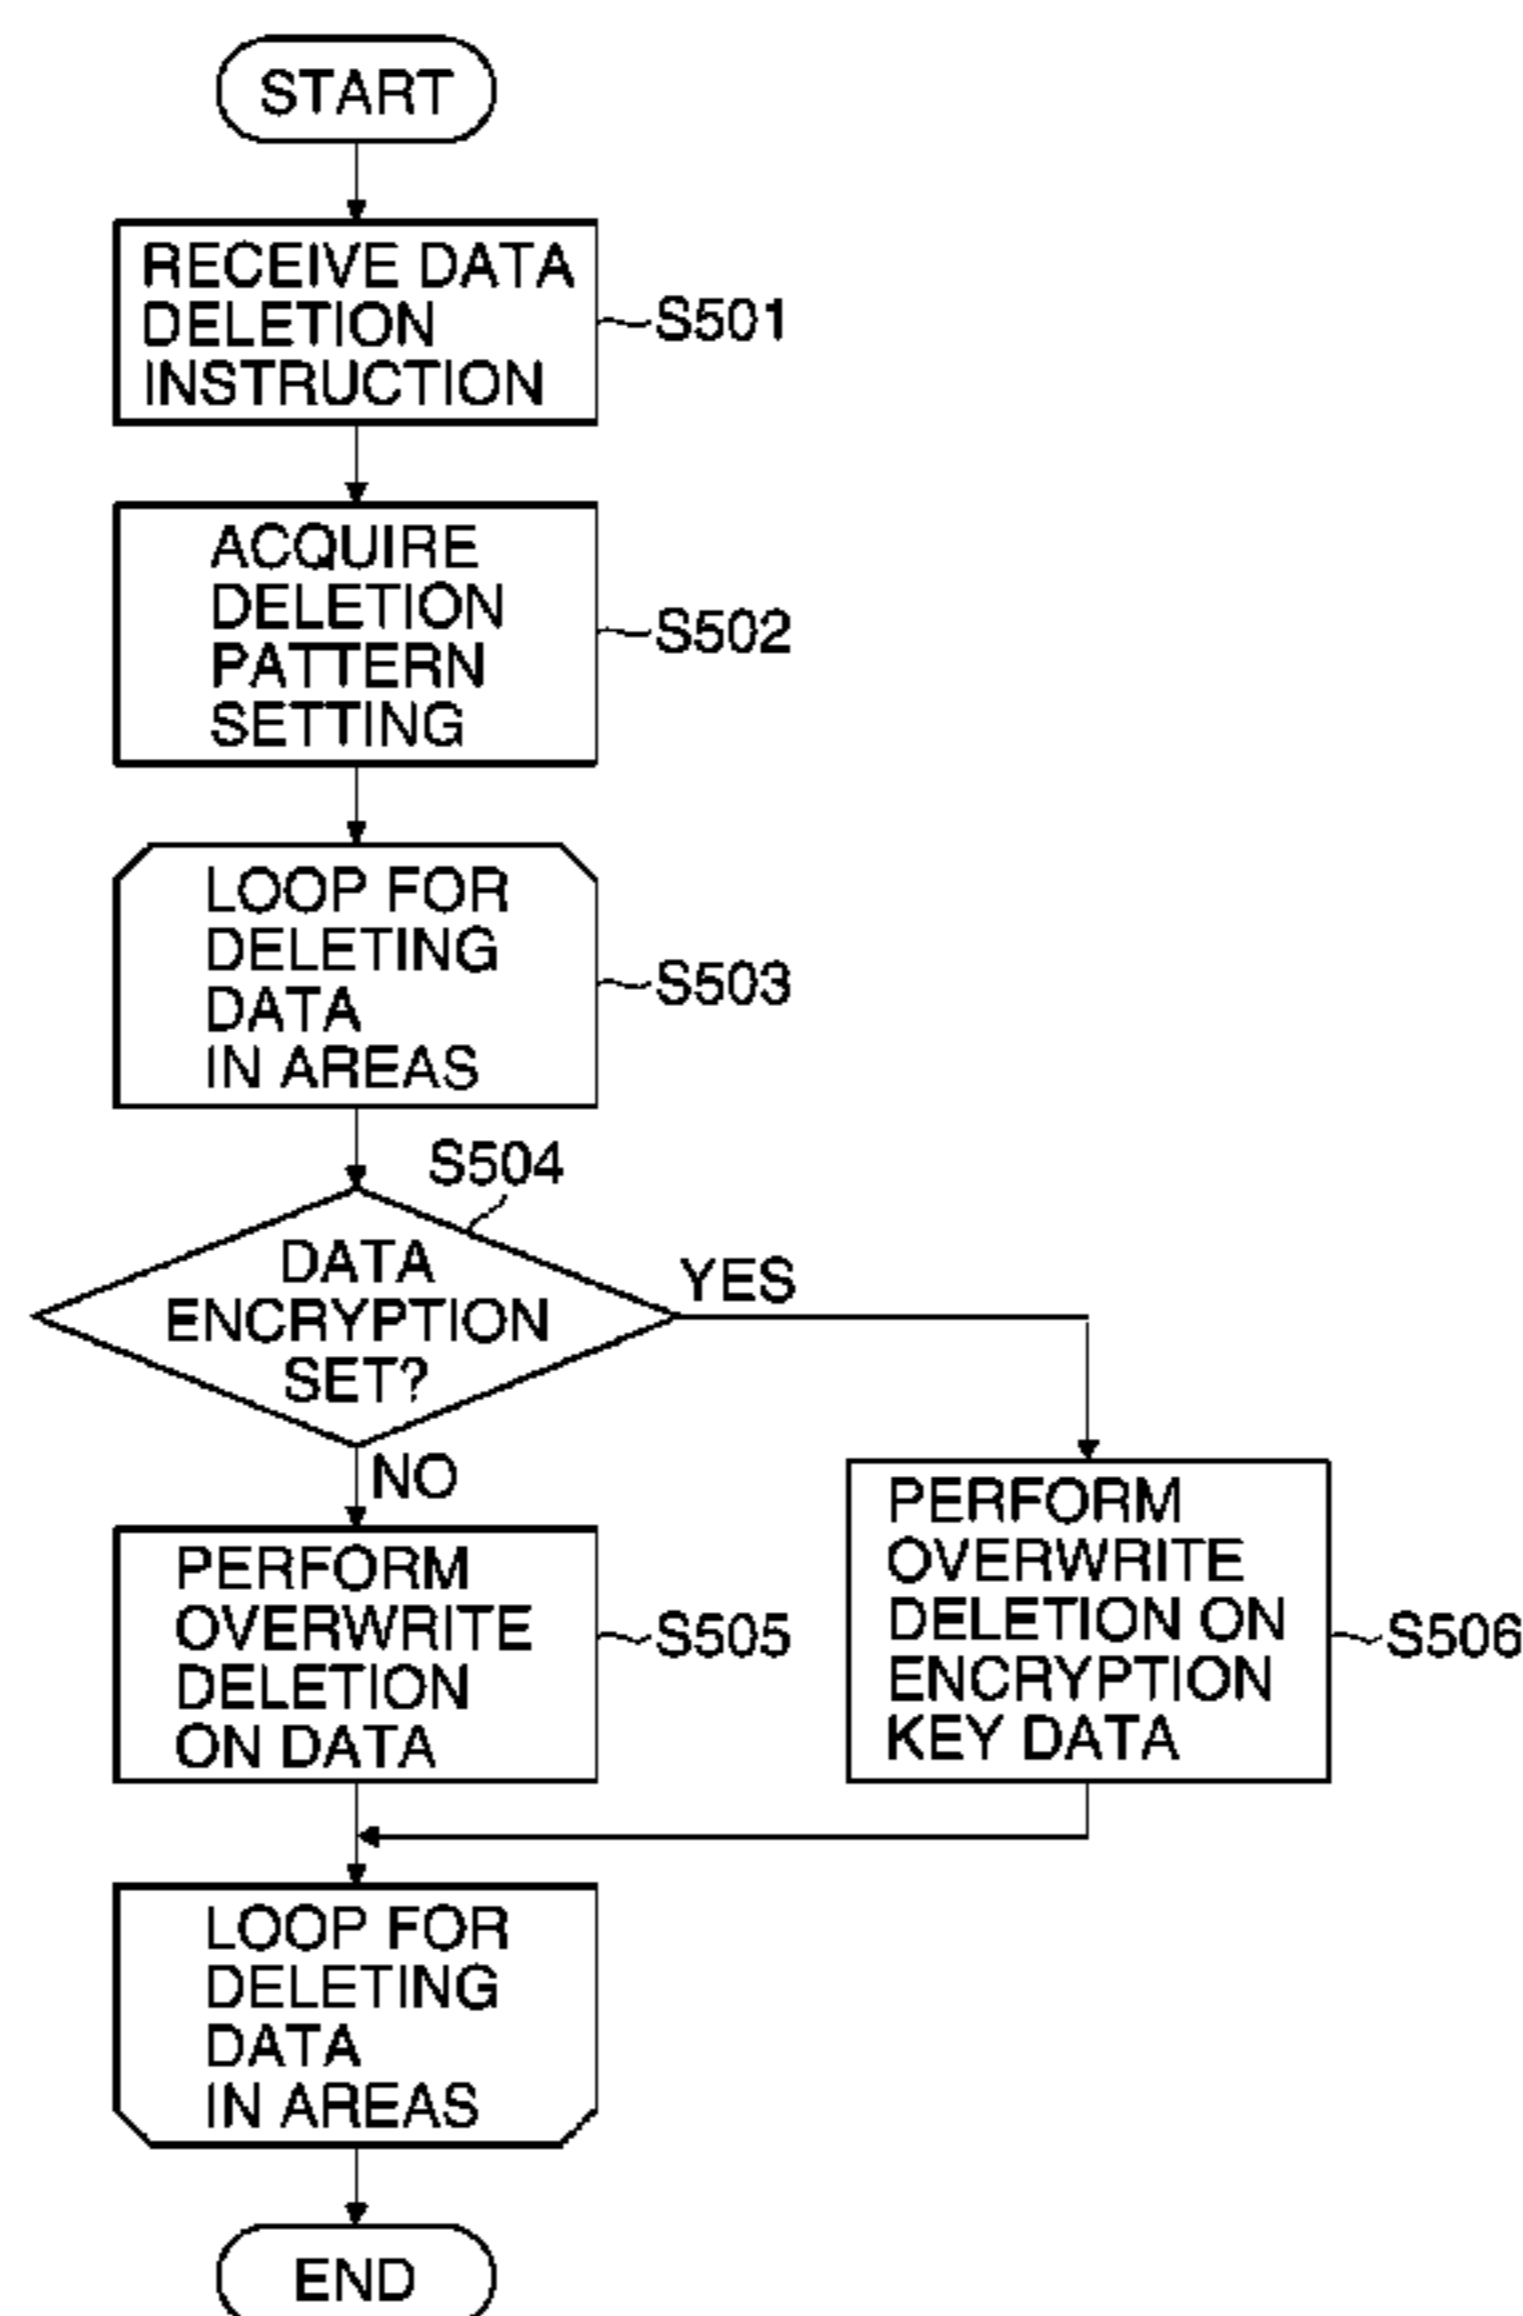 START
RECEIVE DATA
DELETION
INSTRUCTION
S501
ACQUIRE
DELETION
PATTERN
SETTING
S502
LOOP FOR
DELETING
DATA
IN AREAS
S503
S504
DATA
ENCRYPTION
SET?
YES
NO
PERFORM
OVERWRITE
DELETION
ON DATA
S505
PERFORM
OVERWRITE
DELETION ON
ENCRYPTION
KEY DATA
S506
LOOP FOR
DELETING
DATA
IN AREAS
END